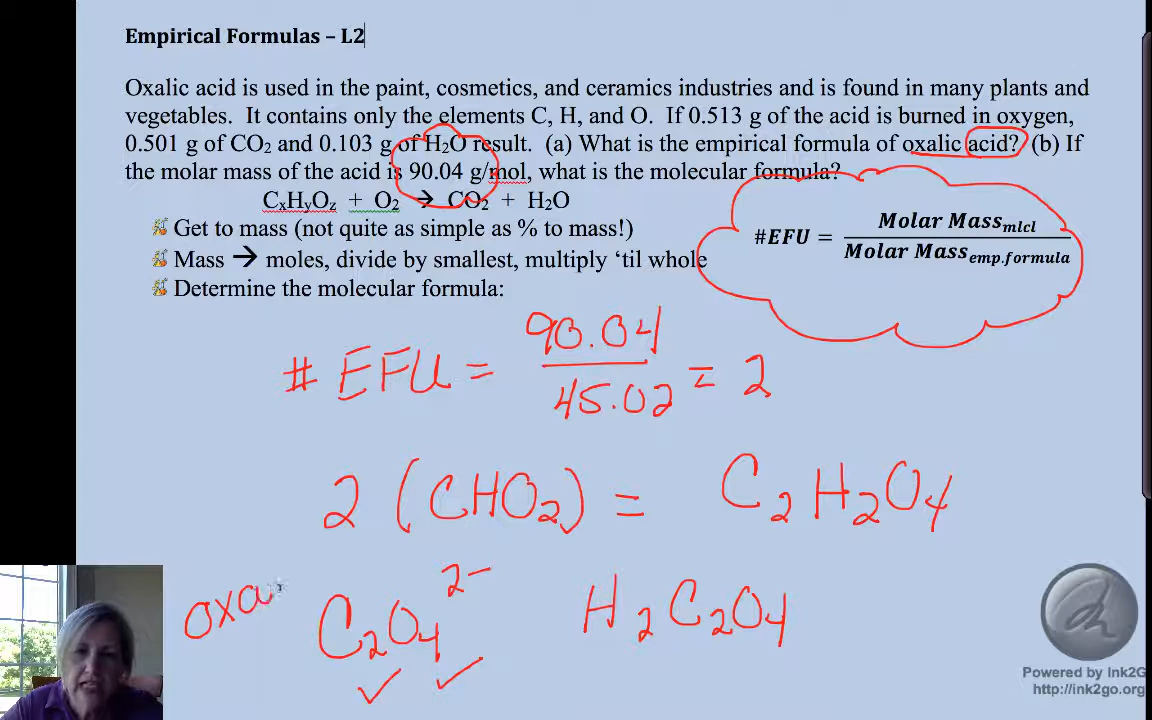 Empirical Formulas – L2
Oxalic acid is used in the paint, cosmetics, and ceramics industries and is found in many plants and
vegetables. It contains only the elements C, H, and O. If 0.513 g of the acid is burned in oxygen,
0.501 g of CO₂ and 0.103 g of H₂O result. (a) What is the empirical formula of oxalic acid? (b) If
the molar mass of the acid is 90.04 g/mol, what is the molecular formula?
CₓHᵧO_z + O₂ → CO₂ + H₂O
Get to mass (not quite as simple as % to mass!)
Mass → moles, divide by smallest, multiply ‘til whole
Determine the molecular formula:
#EFU = Molar Mass_mlcl / Molar Mass_emp.formula
# EFU = 90.04 / 45.02 = 2
2 (CHO₂) = C₂H₂O₄
oxa C₂O₄²⁻ H₂C₂O₄
Powered by Ink2G
http://ink2go.org